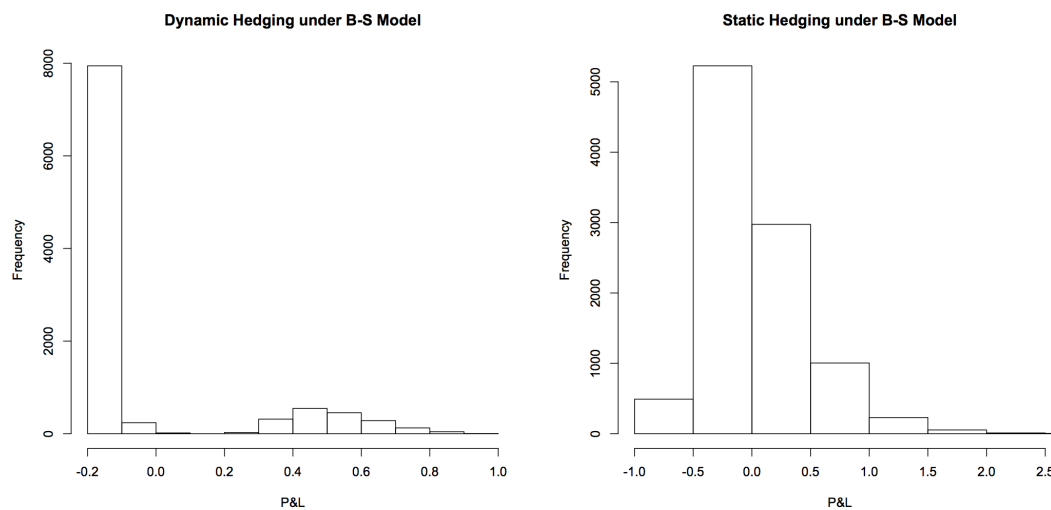 Dynamic Hedging under B-S Model
Frequency
8000
6000
4000
2000
0
-0.2 0.0 0.2 0.4 0.6 0.8 1.0
P&L
Static Hedging under B-S Model
Frequency
5000
4000
3000
2000
1000
0
-1.0 -0.5 0.0 0.5 1.0 1.5 2.0 2.5
P&L